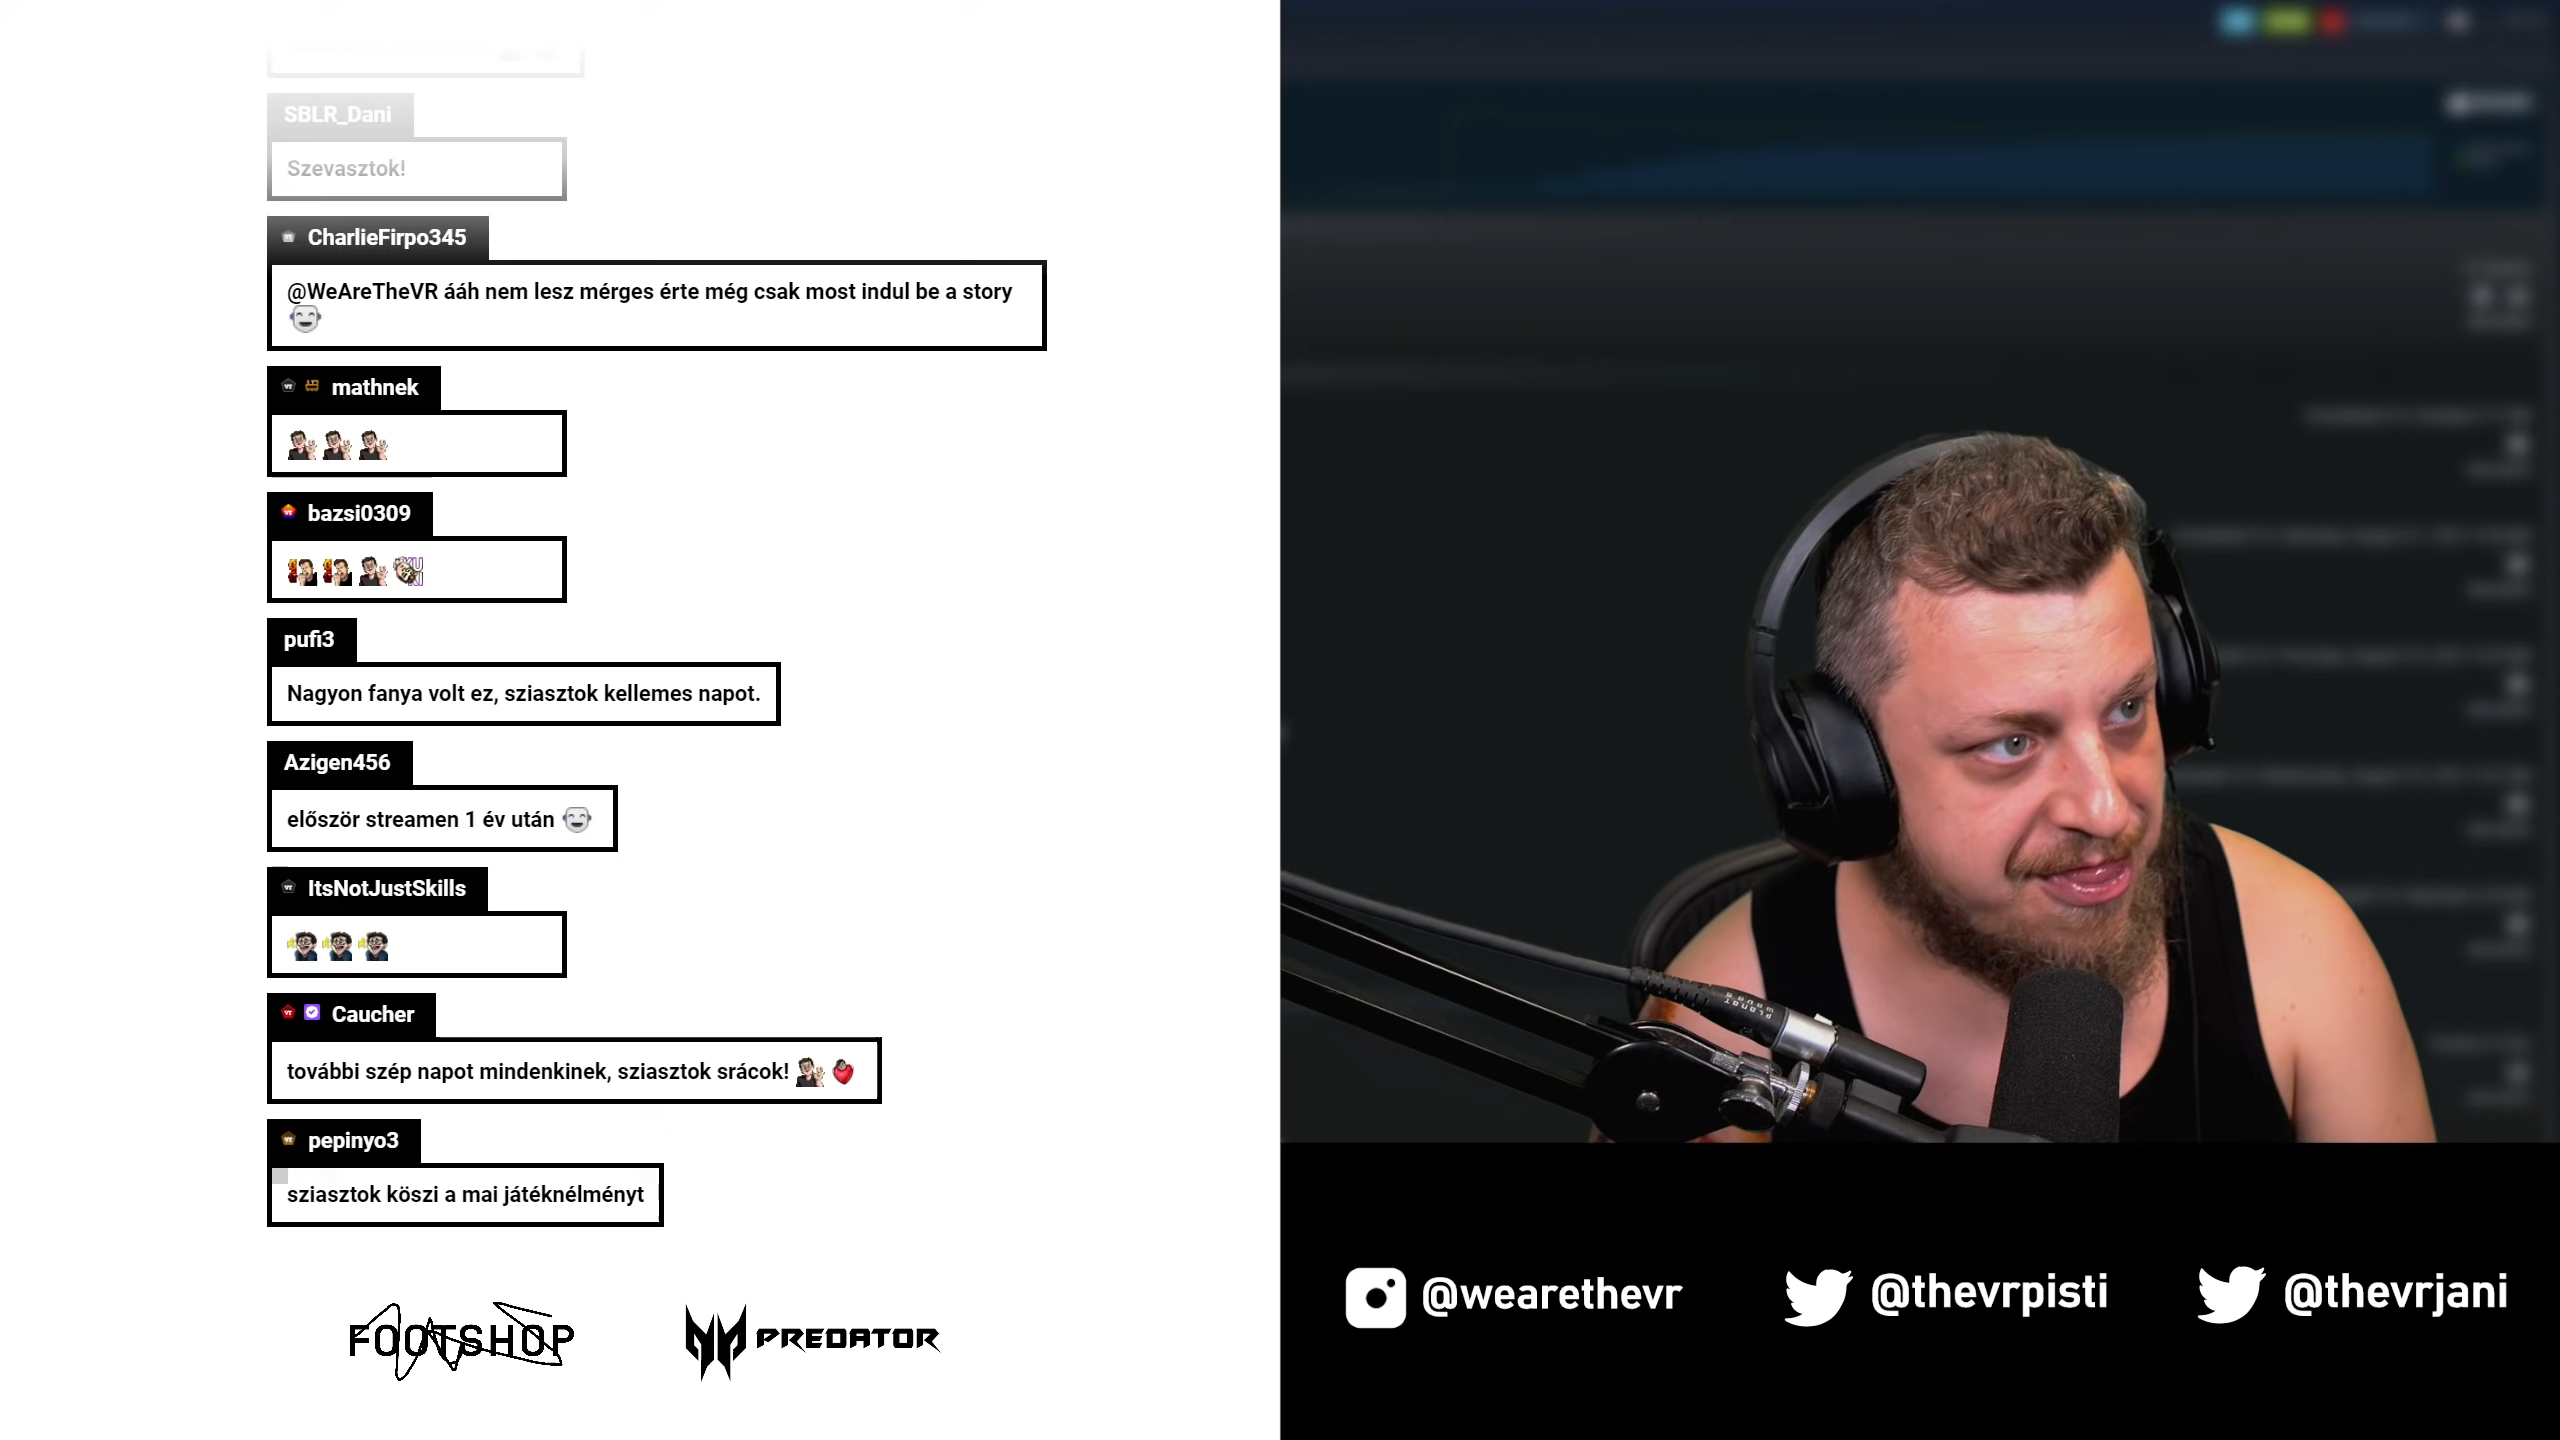 SBLR_Dani
Szevasztok!
CharlieFirpo345
@WeAreTheVR ááh nem lesz mérges érte még csak most indul be a story
mathnek
bazsi0309
pufi3
Nagyon fanya volt ez, sziasztok kellemes napot.
Azigen456
először streamen 1 év után
ItsNotJustSkills
Caucher
további szép napot mindenkinek, sziasztok srácok!
pepinyo3
sziasztok köszi a mai játéknélményt
FOOTSHOP
PREDATOR
@wearethevr
@thevrpisti
@thevrjani